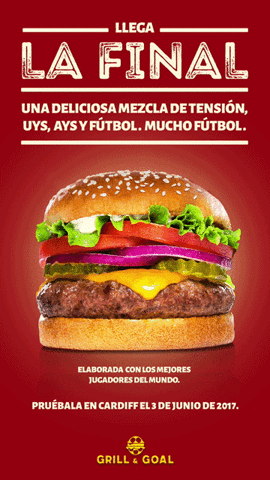 LLEGA
LA FINAL
UNA DELICIOSA MEZCLA DE TENSIÓN,
UYS, AYS Y FÚTBOL. MUCHO FÚTBOL.
ELABORADA CON LOS MEJORES
JUGADORES DEL MUNDO.
PRUÉBALA EN CARDIFF EL 3 DE JUNIO DE 2017.
GRILL & GOAL